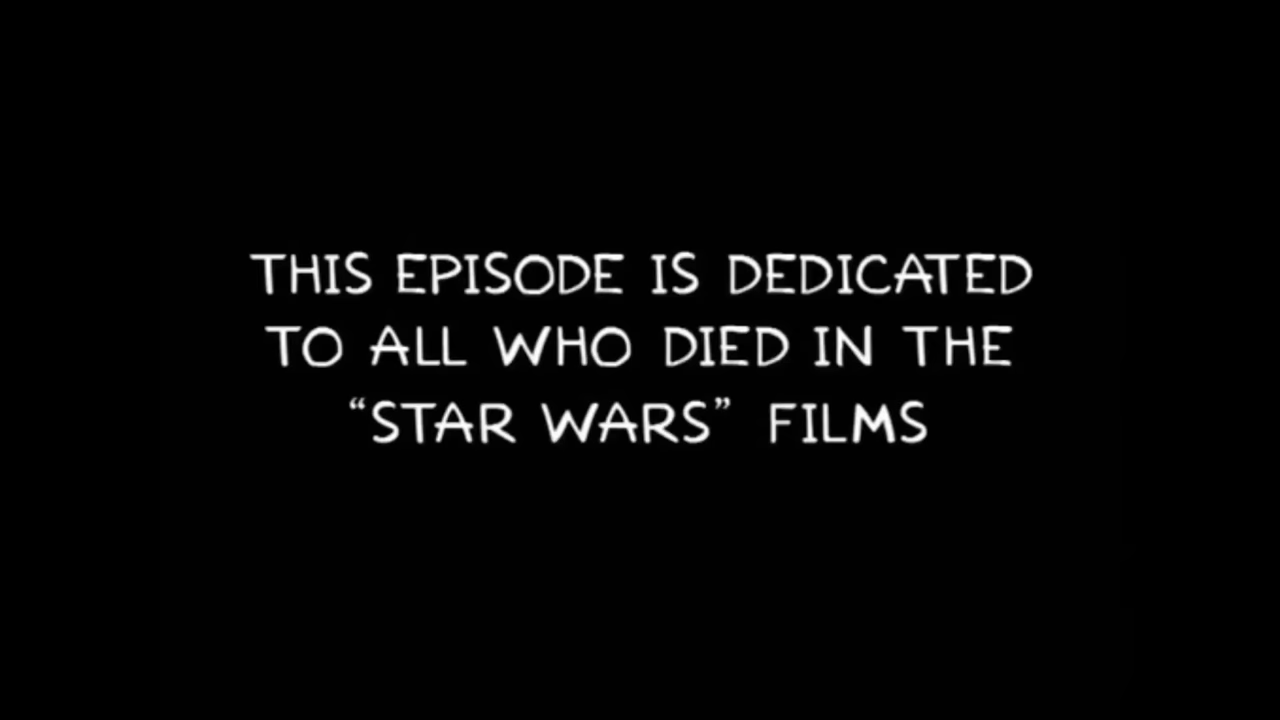 THIS EPISODE IS DEDICATED
TO ALL WHO DIED IN THE
“STAR WARS” FILMS